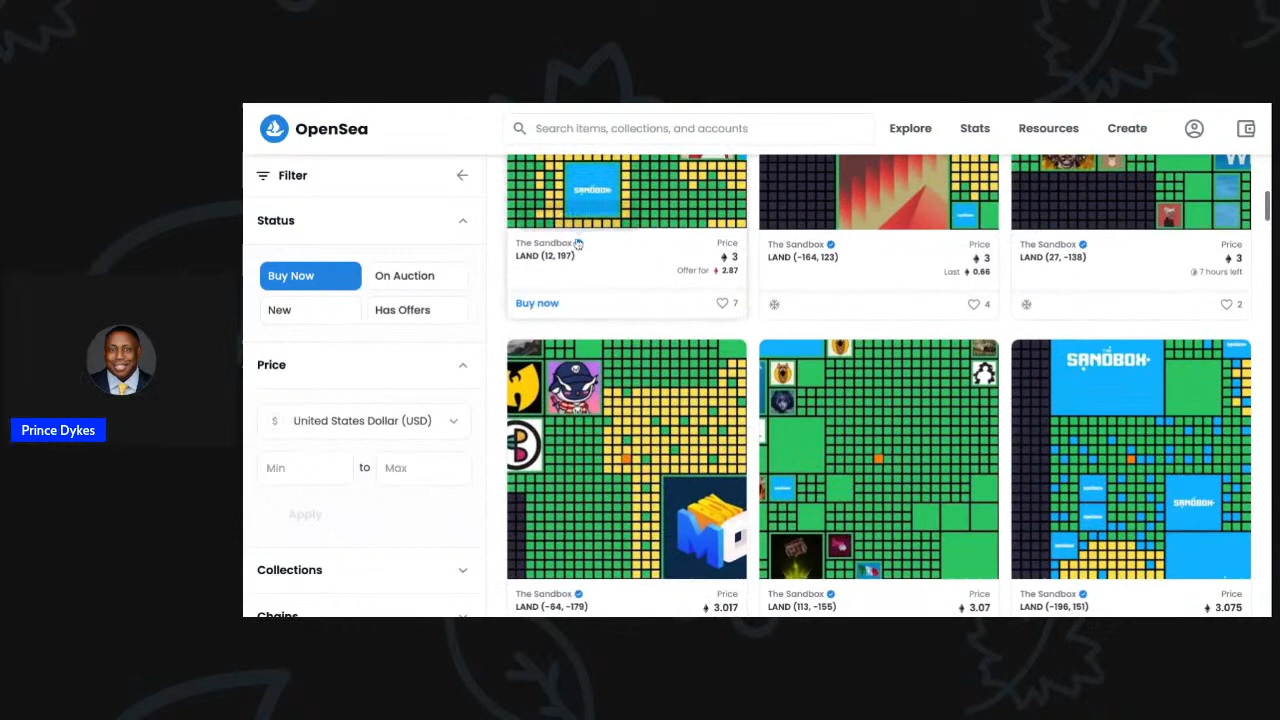 OpenSea
Search items, collections, and accounts
Explore
Stats
Resources
Create
Filter
Status
Buy Now
On Auction
New
Has Offers
Price
$ United States Dollar (USD)
Min
to
Max
Apply
Collections
Chains
SANDBOX
The Sandbox
Price
LAND (12, 197)
3
Offer for 2.87
Buy now
7
The Sandbox
Price
LAND (-164, 123)
3
Last 0.66
4
W
The Sandbox
Price
LAND (27, -138)
3
7 hours left
2
The Sandbox
Price
LAND (-64, -179)
3.017
The Sandbox
Price
LAND (113, -155)
3.07
THE
SANDBOX
SANDBOX
The Sandbox
Price
LAND (-196, 151)
3.075
Prince Dykes